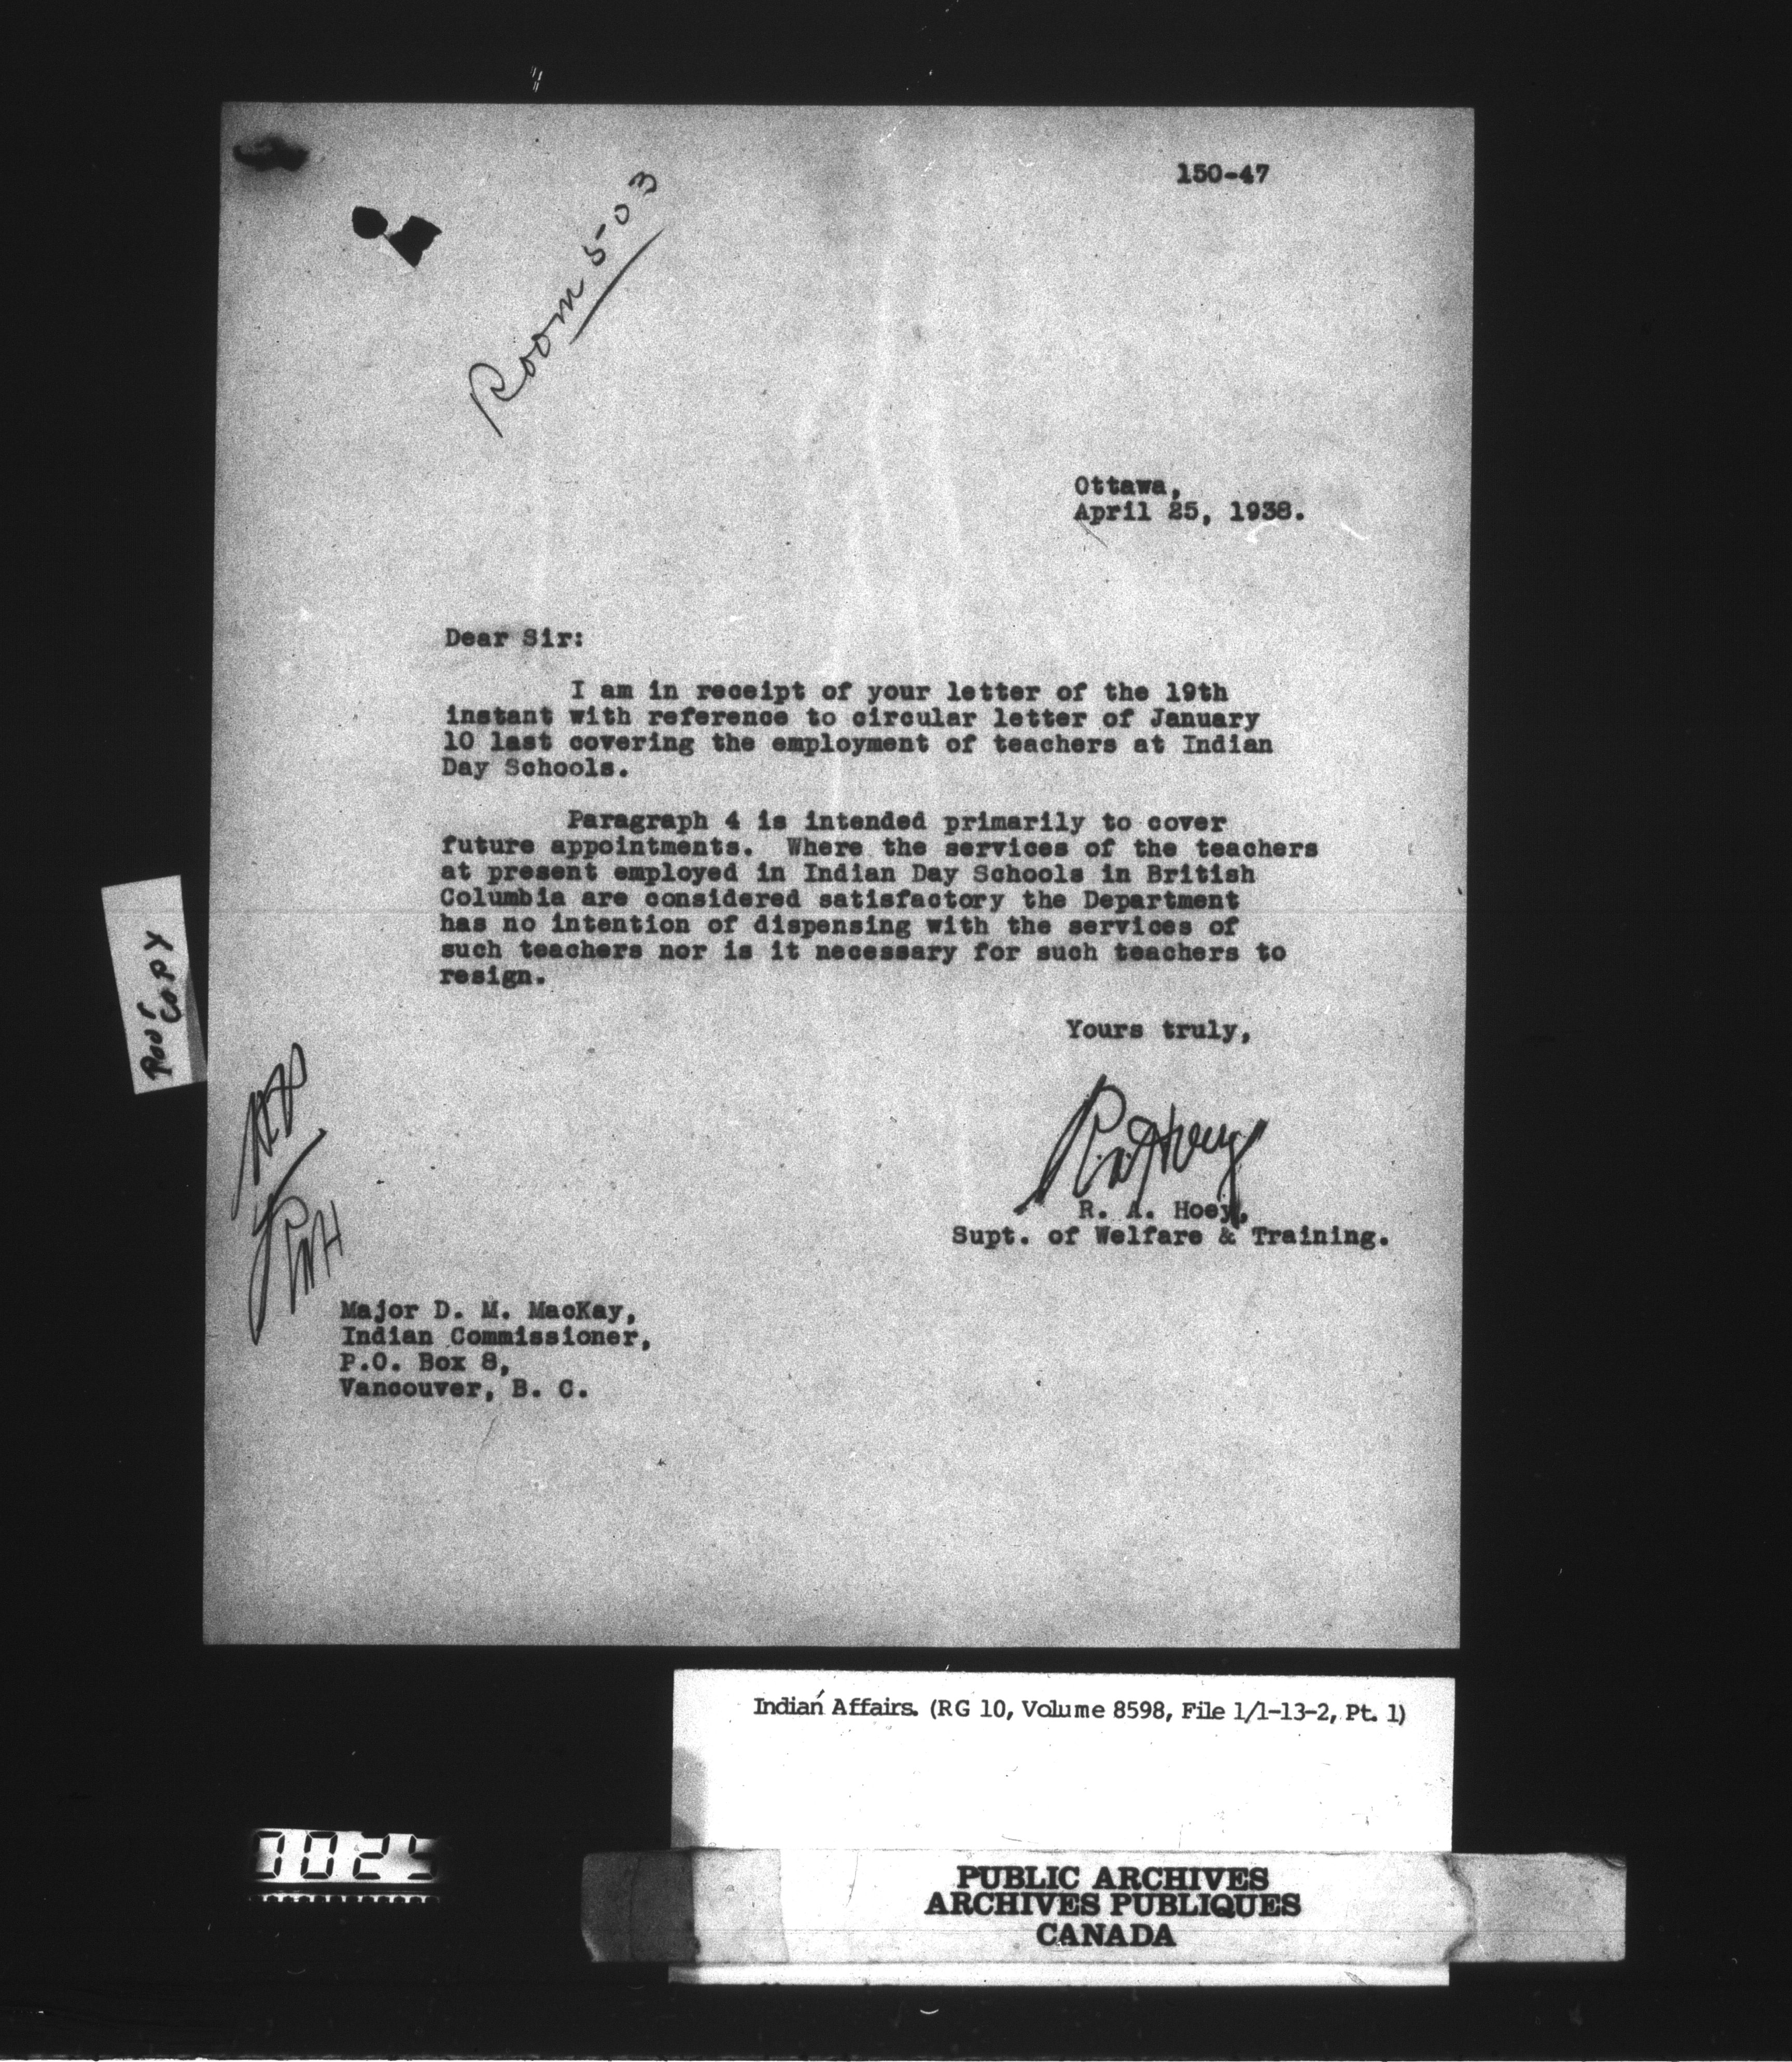 150-47
Room 503
Ottawa,
April 25, 1938.
Dear Sir:
I am in receipt of your letter of the 19th
instant with reference to circular letter of January
10 last covering the employment of teachers at Indian
Day Schools.
Paragraph 4 is intended primarily to cover
future appointments. Where the services of the teachers
at present employed in Indian Day Schools in British
Columbia are considered satisfactory the Department
has no intention of dispensing with the services of
such teachers nor is it necessary for such teachers to
resign.
POOR
COPY
Yours truly,
R. A. Hoey
R. A. Hoey,
Supt. of Welfare & Training.
Major D. M. MacKay,
Indian Commissioner,
P.O. Box 8,
Vancouver, B. C.
Indian Affairs. (RG 10, Volume 8598, File 1/1-13-2, Pt. 1)
0025
PUBLIC ARCHIVES
ARCHIVES PUBLIQUES
CANADA